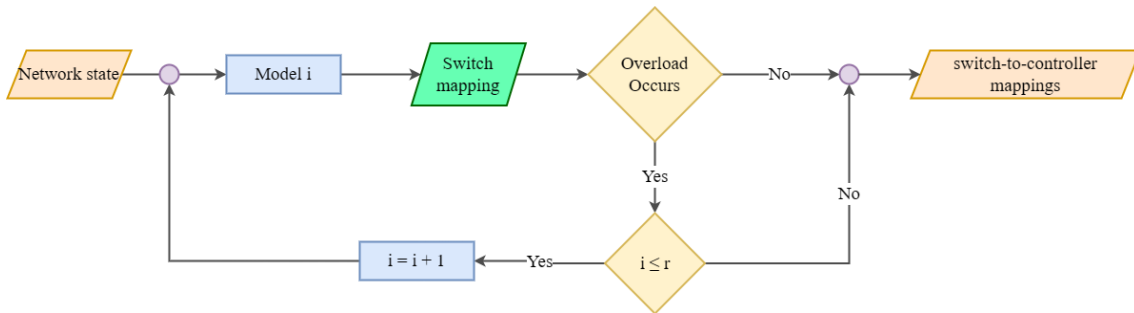 Network state
Model i
Switch
mapping
Overload
Occurs
No
switch-to-controller
mappings
Yes
No
i = i + 1
Yes
i ≤ r